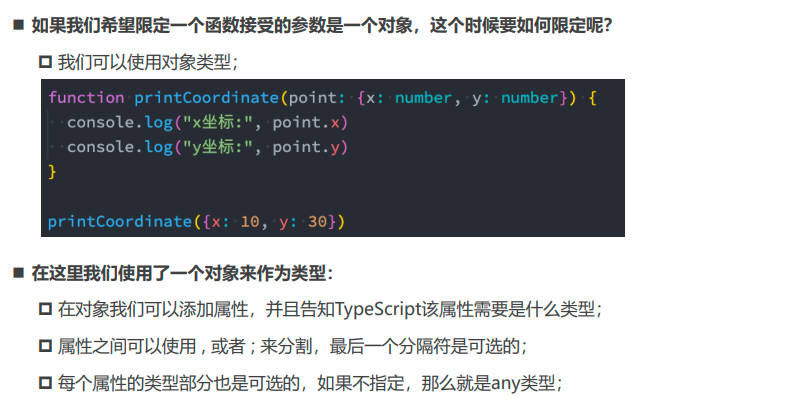 如果我们希望限定一个函数接受的参数是一个对象，这个时候要如何限定呢？
我们可以使用对象类型；
function printCoordinate(point: {x: number, y: number}) {
  console.log("x坐标:", point.x)
  console.log("y坐标:", point.y)
}
printCoordinate({x: 10, y: 30})
在这里我们使用了一个对象来作为类型：
在对象我们可以添加属性，并且告知TypeScript该属性需要是什么类型；
属性之间可以使用 , 或者 ; 来分割，最后一个分隔符是可选的；
每个属性的类型部分也是可选的，如果不指定，那么就是any类型；